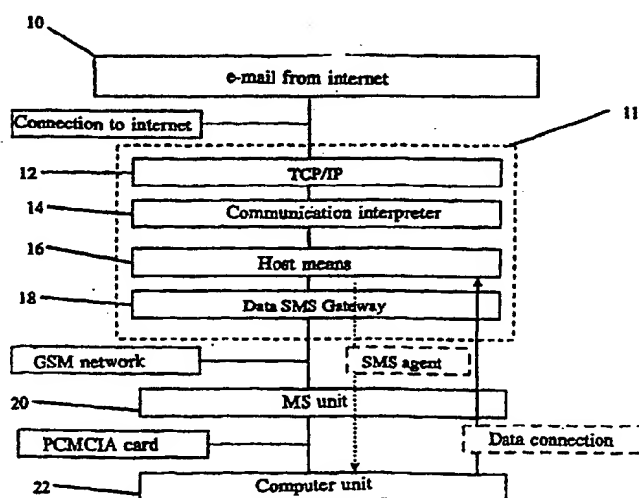 10
e-mail from internet
Connection to internet
11
12
TCP/IP
14
Communication interpreter
16
Host means
18
Data SMS Gateway
GSM network
SMS agent
20
MS unit
PCMCIA card
Data connection
22
Computer unit